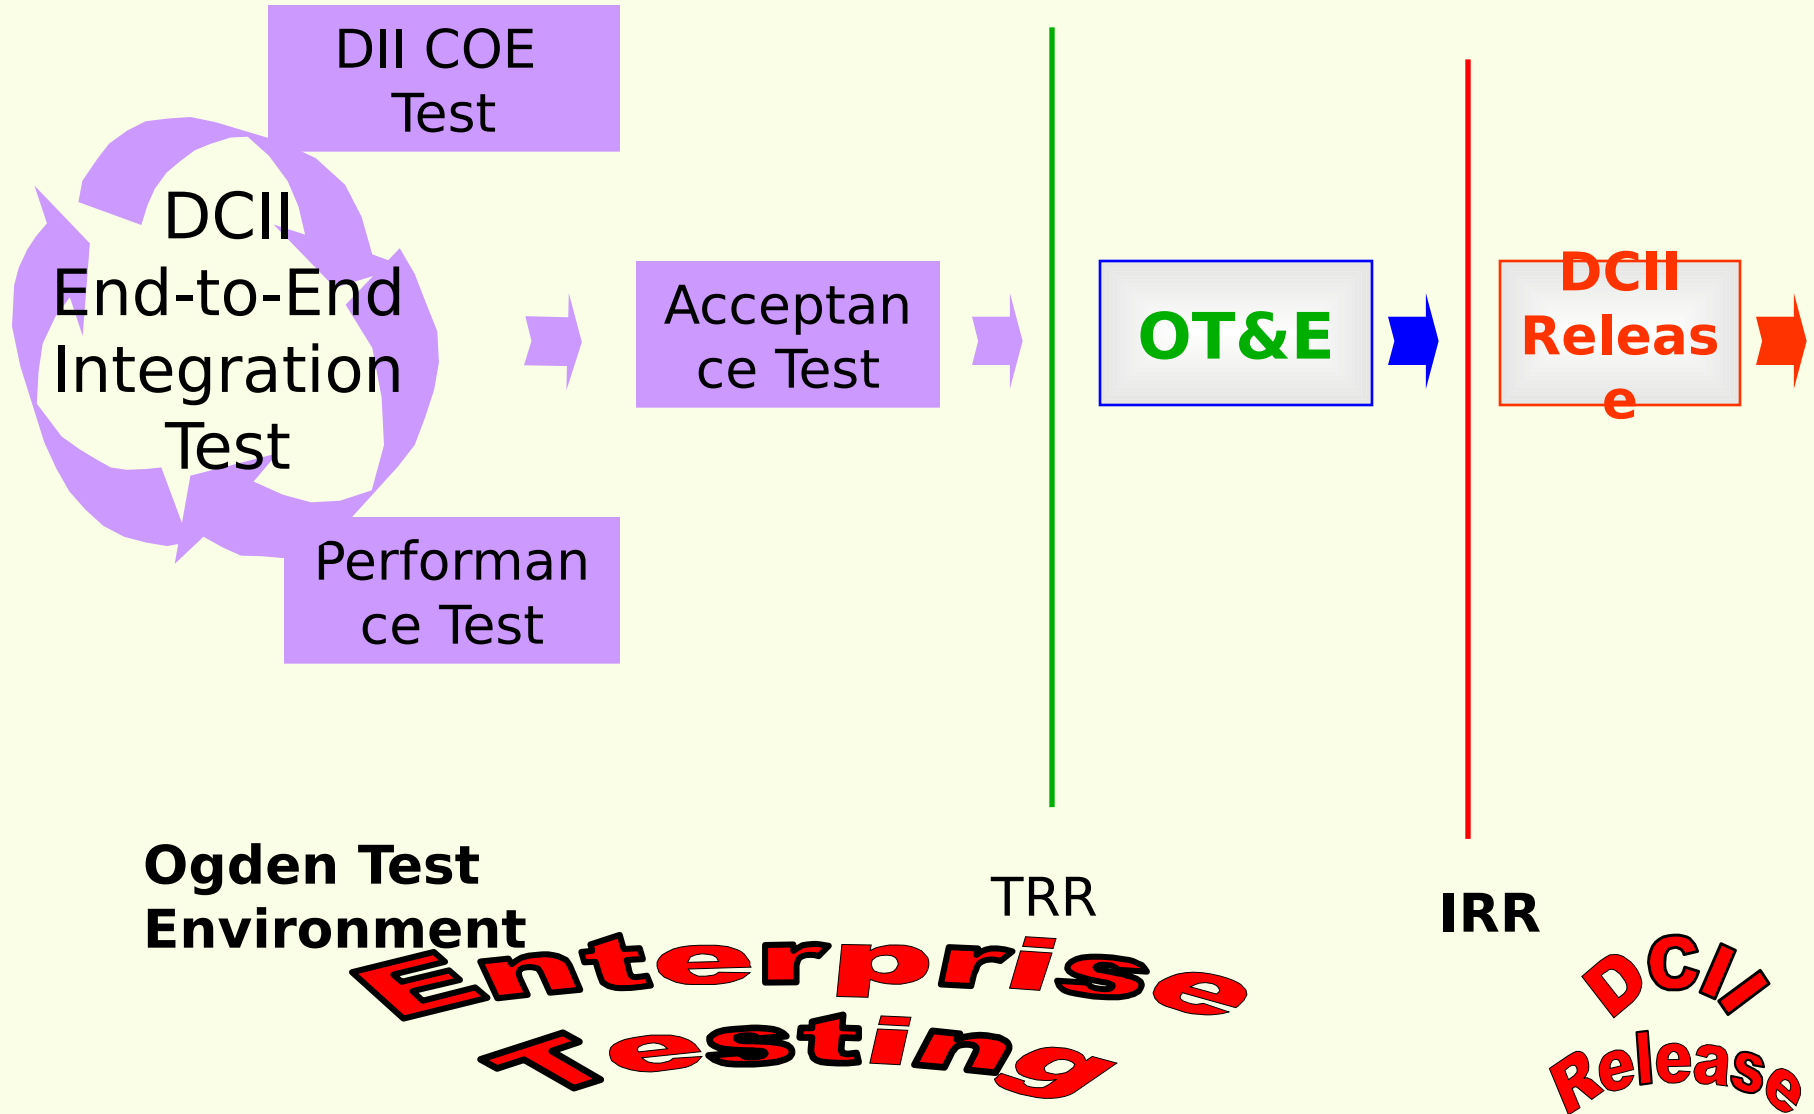 DII COE
Test
DCII
End-to-End
Integration
Test
Performan
ce Test
Acceptan
ce Test
OT&E
DCII
Releas
e
Ogden Test
Environment
TRR
IRR
Enterprise
Testing
DCII
Release